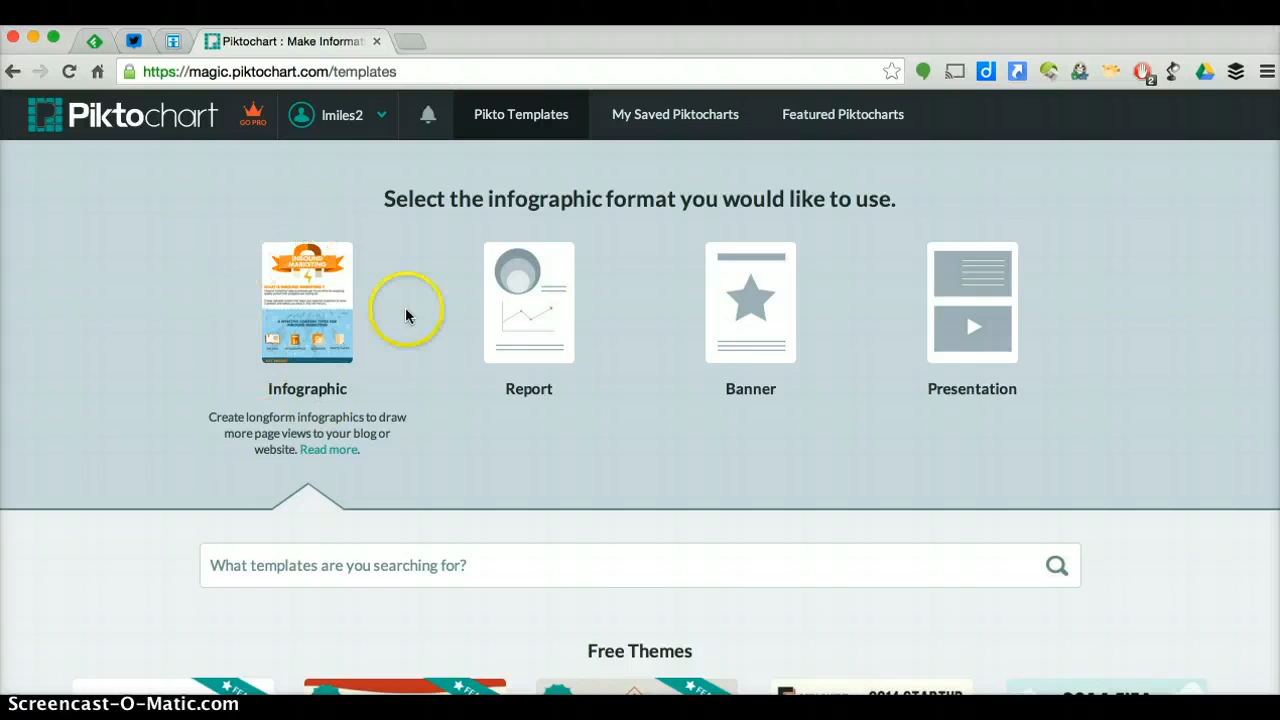 Piktochart : Make Informat
https://magic.piktochart.com/templates
2
Piktochart
GO PRO
lmiles2
Pikto Templates
My Saved Piktocharts
Featured Piktocharts
Select the infographic format you would like to use.
INBOUND
MARKETING
Infographic
Report
Banner
Presentation
Create longform infographics to draw
more page views to your blog or
website. Read more.
What templates are you searching for?
Free Themes
Screencast-O-Matic.com